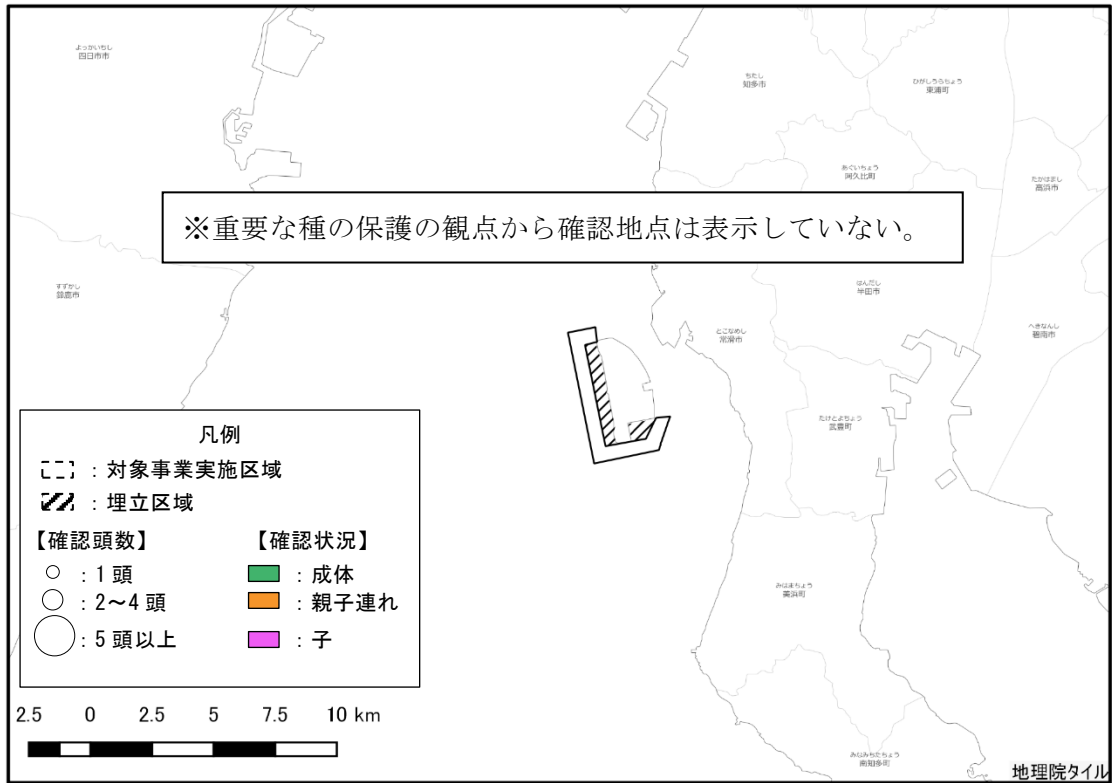 よっかいちし
四日市市
ちたし
知多市
ひがしうらちょう
東浦町
あぐいちょう
阿久比町
たかはまし
高浜市
※重要な種の保護の観点から確認地点は表示していない。
すずかし
鈴鹿市
はんだし
半田市
とこなめし
常滑市
へきなんし
碧南市
たけとよちょう
武豊町
みはまちょう
美浜町
みなみちたちょう
南知多町
凡例
：対象事業実施区域
：埋立区域
【確認頭数】 【確認状況】
：1頭 ：成体
：2～4頭 ：親子連れ
：5頭以上 ：子
2.5 0 2.5 5 7.5 10 km
地理院タイル